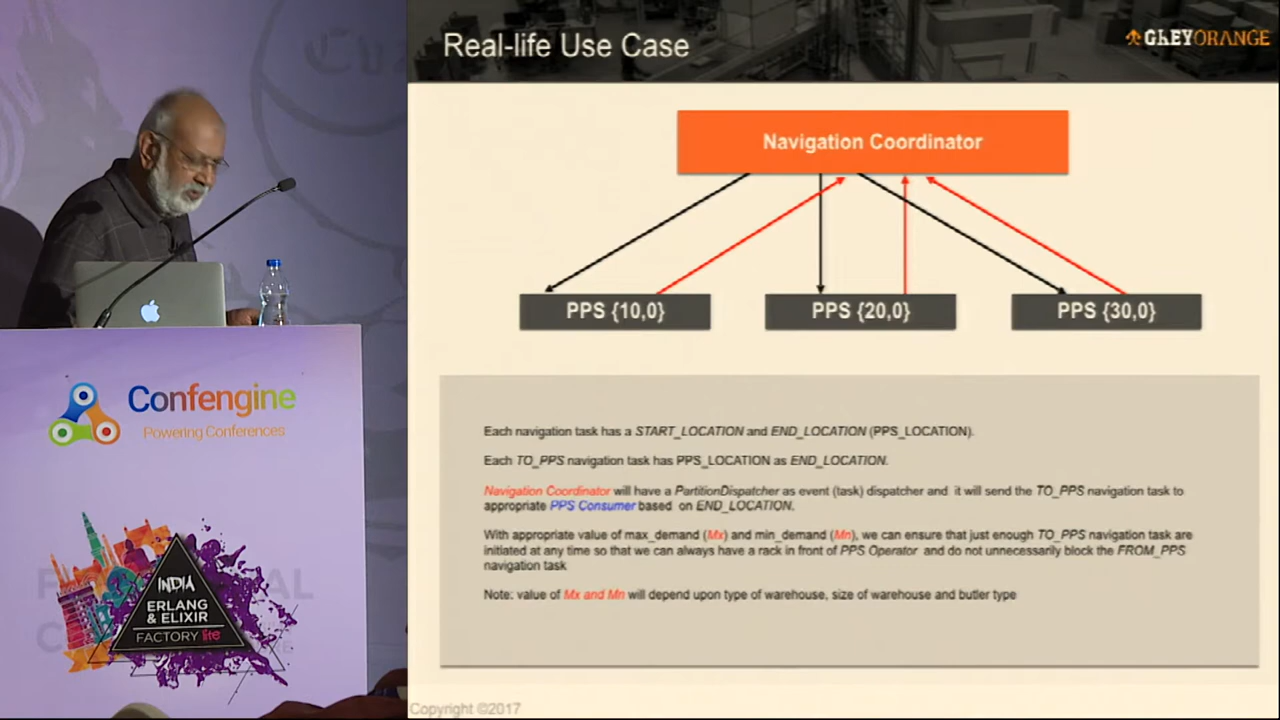 Real-life Use Case
GREYORANGE
Navigation Coordinator
PPS {10,0}
PPS {20,0}
PPS {30,0}
Each navigation task has a START_LOCATION and END_LOCATION (PPS_LOCATION).
Each TO_PPS navigation task has PPS_LOCATION as END_LOCATION.
Navigation Coordinator will have a PartitionDispatcher as event (task) dispatcher and it will send the TO_PPS navigation task to
appropriate PPS Consumer based on END_LOCATION.
With appropriate value of max_demand (Mx) and min_demand (Mn), we can ensure that just enough TO_PPS navigation task are
initiated at any time so that we can always have a rack in front of PPS Operator and do not unnecessarily block the FROM_PPS
navigation task
Note: value of Mx and Mn will depend upon type of warehouse, size of warehouse and butler type
Copyright ©2017
Confengine
Powering Conferences
INDIA
ERLANG
& ELIXIR
FACTORY lite